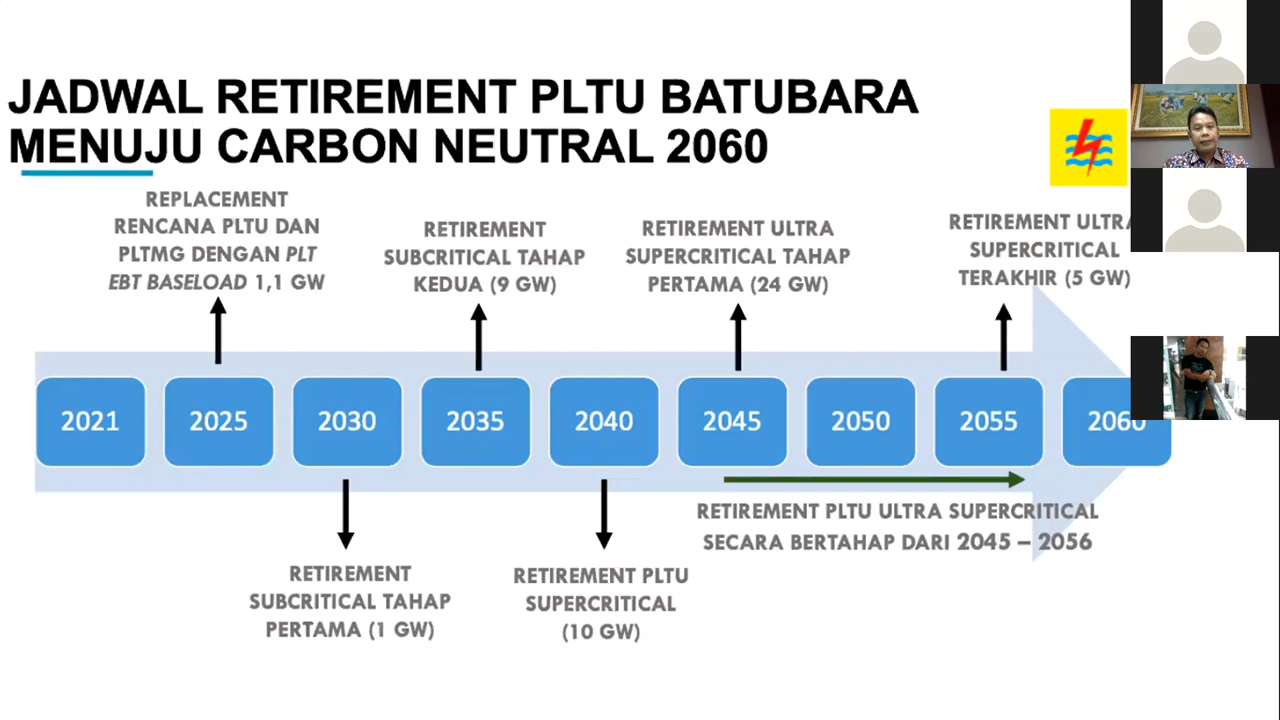 JADWAL RETIREMENT PLTU BATUBARA
MENUJU CARBON NEUTRAL 2060
REPLACEMENT
RENCANA PLTU DAN
PLTMG DENGAN PLT
EBT BASELOAD 1,1 GW
RETIREMENT
SUBCRITICAL TAHAP
KEDUA (9 GW)
RETIREMENT ULTRA
SUPERCRITICAL TAHAP
PERTAMA (24 GW)
RETIREMENT ULTRA
SUPERCRITICAL
TERAKHIR (5 GW)
2021
2025
2030
2035
2040
2045
2050
2055
2060
RETIREMENT PLTU ULTRA SUPERCRITICAL
SECARA BERTAHAP DARI 2045 – 2056
RETIREMENT
SUBCRITICAL TAHAP
PERTAMA (1 GW)
RETIREMENT PLTU
SUPERCRITICAL
(10 GW)